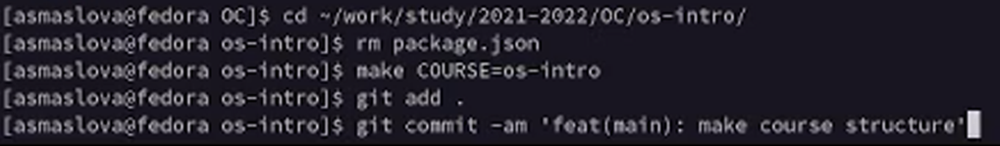 [asmaslova@fedora OC]$ cd ~/work/study/2021-2022/OC/os-intro/
[asmaslova@fedora os-intro]$ rm package.json
[asmaslova@fedora os-intro]$ make COURSE=os-intro
[asmaslova@fedora os-intro]$ git add .
[asmaslova@fedora os-intro]$ git commit -am 'feat(main): make course structure'